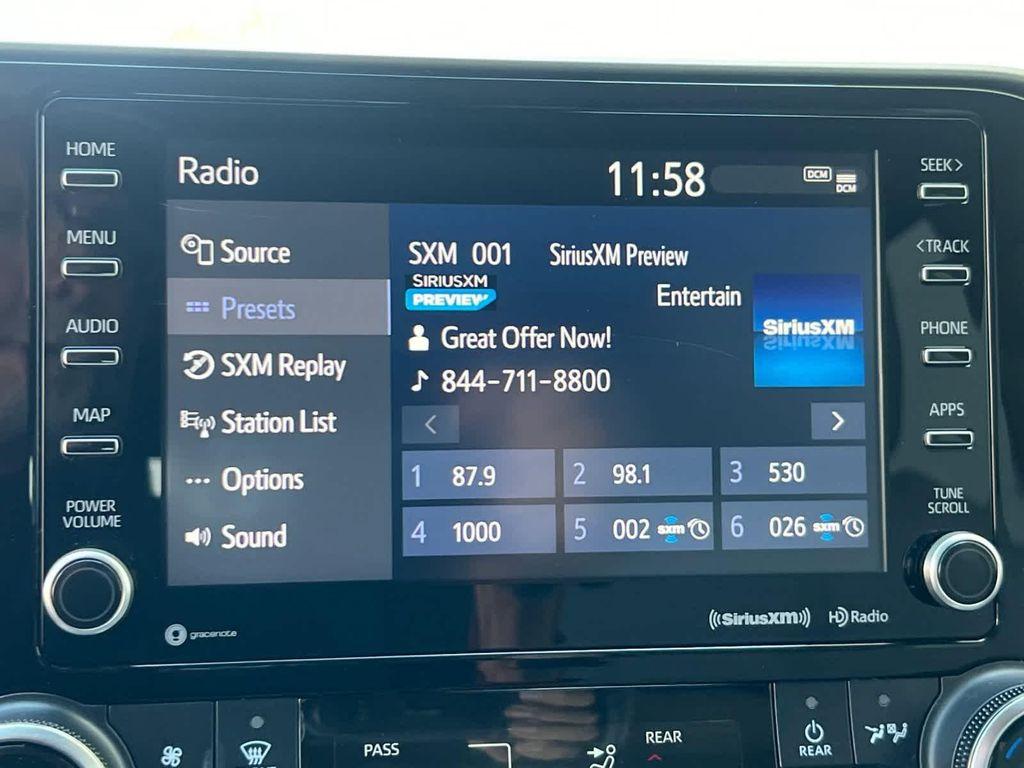 HOME
MENU
AUDIO
MAP
POWER
VOLUME
Radio
11:58
DCM
DCM
Source
Presets
SXM Replay
Station List
... Options
Sound
SXM 001 SiriusXM Preview
SIRIUSXM
PREVIEW
Entertain
SiriusXM
Great Offer Now!
844-711-8800
<
>
1 87.9
2 98.1
3 530
4 1000
5 002 sxm
6 026 sxm
SEEK>
<TRACK
PHONE
APPS
TUNE
SCROLL
gracenote
((SiriusXM))
HD Radio
PASS
REAR
REAR